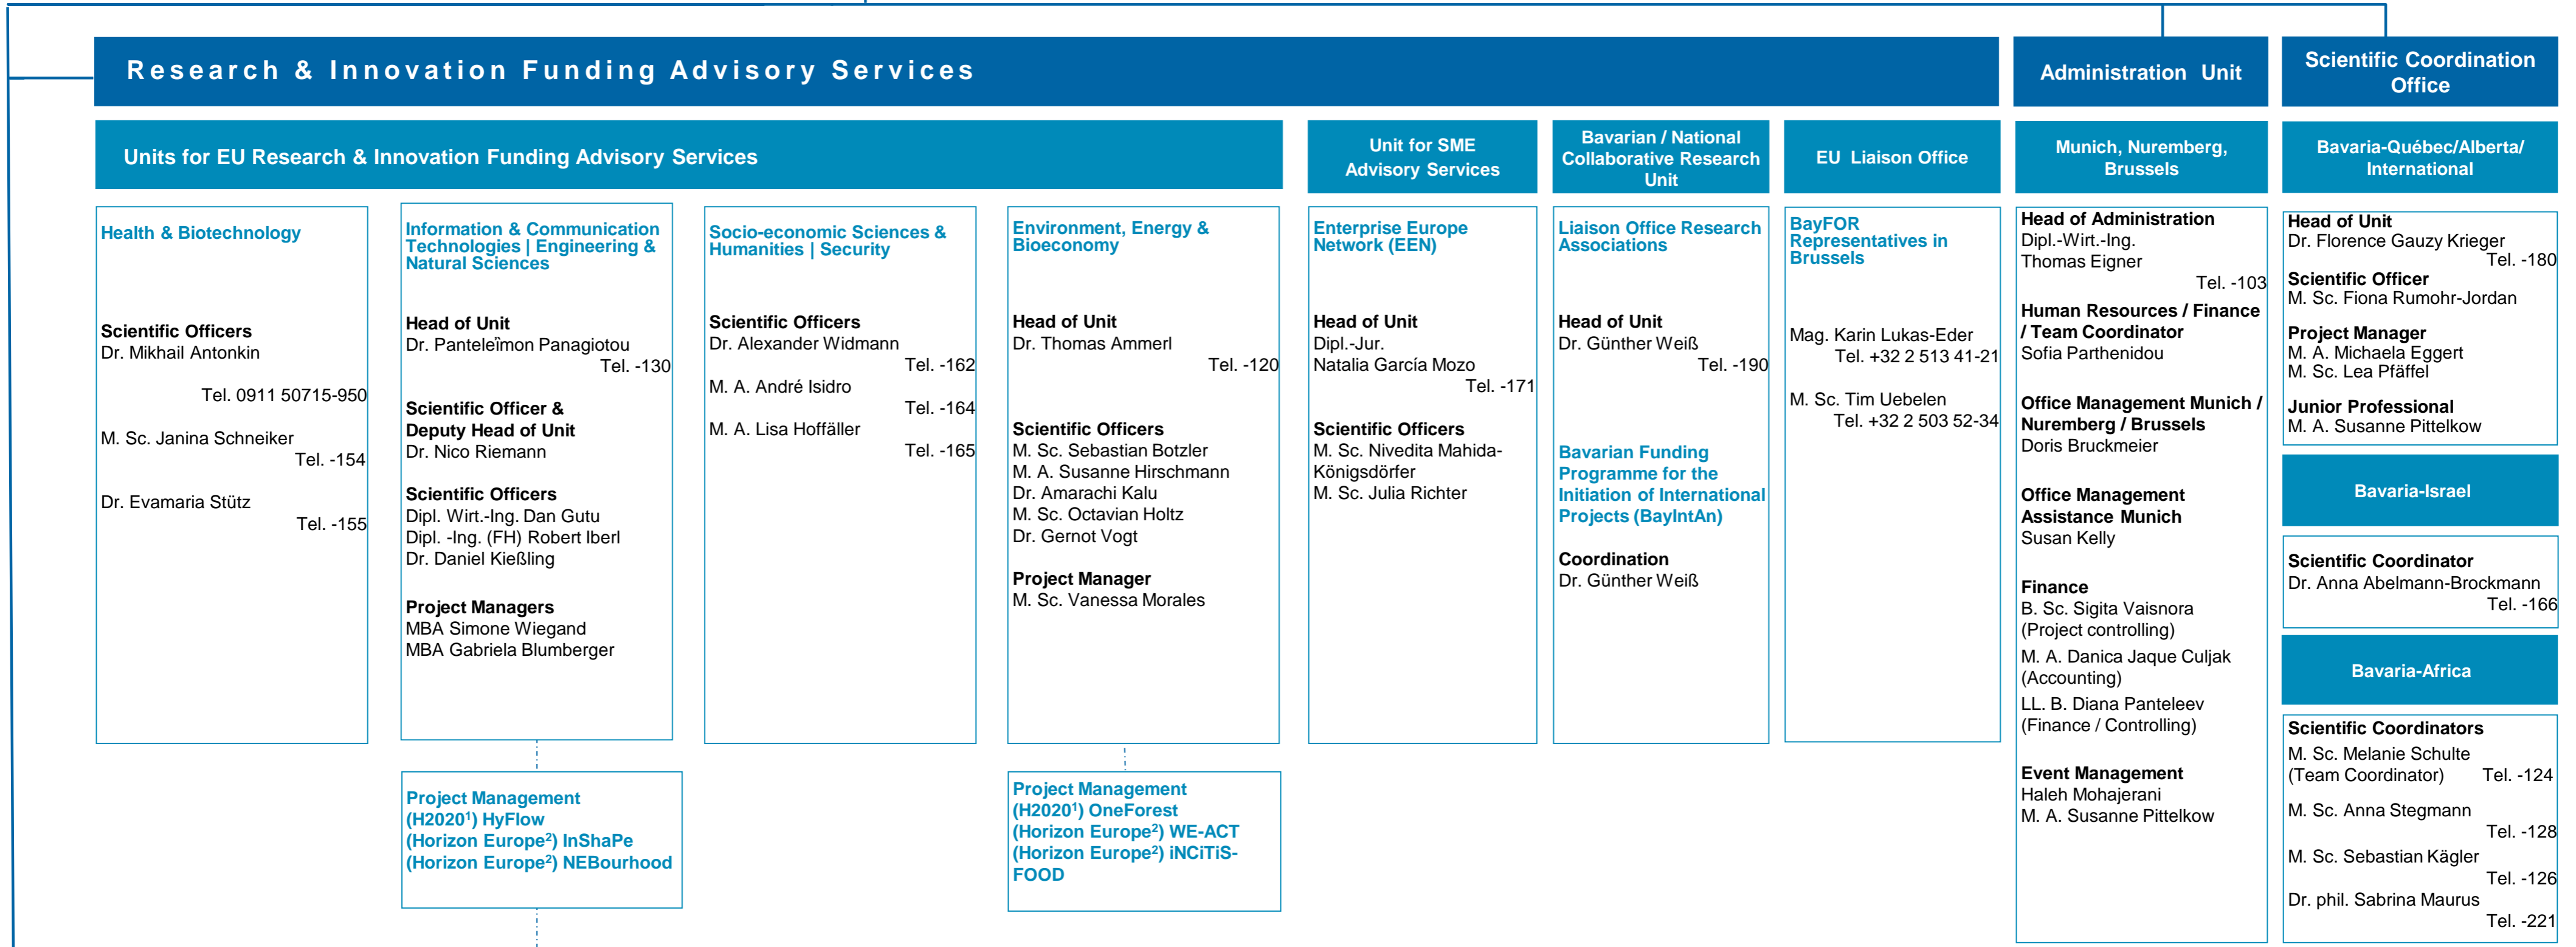 Research & Innovation Funding Advisory Services
Administration Unit
Scientific Coordination
Office
Units for EU Research & Innovation Funding Advisory Services
Unit for SME
Advisory Services
Bavarian / National
Collaborative Research
Unit
EU Liaison Office
Munich, Nuremberg,
Brussels
Bavaria-Québec/Alberta/
International
Health & Biotechnology
Scientific Officers
Dr. Mikhail Antonkin
Tel. 0911 50715-950
M. Sc. Janina Schneiker
Tel. -154
Dr. Evamaria Stütz
Tel. -155
Information & Communication
Technologies | Engineering &
Natural Sciences
Head of Unit
Dr. Panteleïmon Panagiotou
Tel. -130
Scientific Officer &
Deputy Head of Unit
Dr. Nico Riemann
Scientific Officers
Dipl. Wirt.-Ing. Dan Gutu
Dipl. -Ing. (FH) Robert Iberl
Dr. Daniel Kießling
Project Managers
MBA Simone Wiegand
MBA Gabriela Blumberger
Project Management
(H2020¹) HyFlow
(Horizon Europe²) InShaPe
(Horizon Europe²) NEBourhood
Socio-economic Sciences &
Humanities | Security
Scientific Officers
Dr. Alexander Widmann
Tel. -162
M. A. André Isidro
Tel. -164
M. A. Lisa Hoffäller
Tel. -165
Environment, Energy &
Bioeconomy
Head of Unit
Dr. Thomas Ammerl
Tel. -120
Scientific Officers
M. Sc. Sebastian Botzler
M. A. Susanne Hirschmann
Dr. Amarachi Kalu
M. Sc. Octavian Holtz
Dr. Gernot Vogt
Project Manager
M. Sc. Vanessa Morales
Project Management
(H2020¹) OneForest
(Horizon Europe²) WE-ACT
(Horizon Europe²) iNCiTiS-
FOOD
Enterprise Europe
Network (EEN)
Head of Unit
Dipl.-Jur.
Natalia García Mozo
Tel. -171
Scientific Officers
M. Sc. Nivedita Mahida-
Königsdörfer
M. Sc. Julia Richter
Liaison Office Research
Associations
Head of Unit
Dr. Günther Weiß
Tel. -190
Bavarian Funding
Programme for the
Initiation of International
Projects (BayIntAn)
Coordination
Dr. Günther Weiß
BayFOR
Representatives in
Brussels
Mag. Karin Lukas-Eder
Tel. +32 2 513 41-21
M. Sc. Tim Uebelen
Tel. +32 2 503 52-34
Head of Administration
Dipl.-Wirt.-Ing.
Thomas Eigner
Tel. -103
Human Resources / Finance
/ Team Coordinator
Sofia Parthenidou
Office Management Munich /
Nuremberg / Brussels
Doris Bruckmeier
Office Management
Assistance Munich
Susan Kelly
Finance
B. Sc. Sigita Vaisnora
(Project controlling)
M. A. Danica Jaque Culjak
(Accounting)
LL. B. Diana Panteleev
(Finance / Controlling)
Event Management
Haleh Mohajerani
M. A. Susanne Pittelkow
Head of Unit
Dr. Florence Gauzy Krieger
Tel. -180
Scientific Officer
M. Sc. Fiona Rumohr-Jordan
Project Manager
M. A. Michaela Eggert
M. Sc. Lea Pfäffel
Junior Professional
M. A. Susanne Pittelkow
Bavaria-Israel
Scientific Coordinator
Dr. Anna Abelmann-Brockmann
Tel. -166
Bavaria-Africa
Scientific Coordinators
M. Sc. Melanie Schulte
(Team Coordinator) Tel. -124
M. Sc. Anna Stegmann
Tel. -128
M. Sc. Sebastian Kägler
Tel. -126
Dr. phil. Sabrina Maurus
Tel. -221